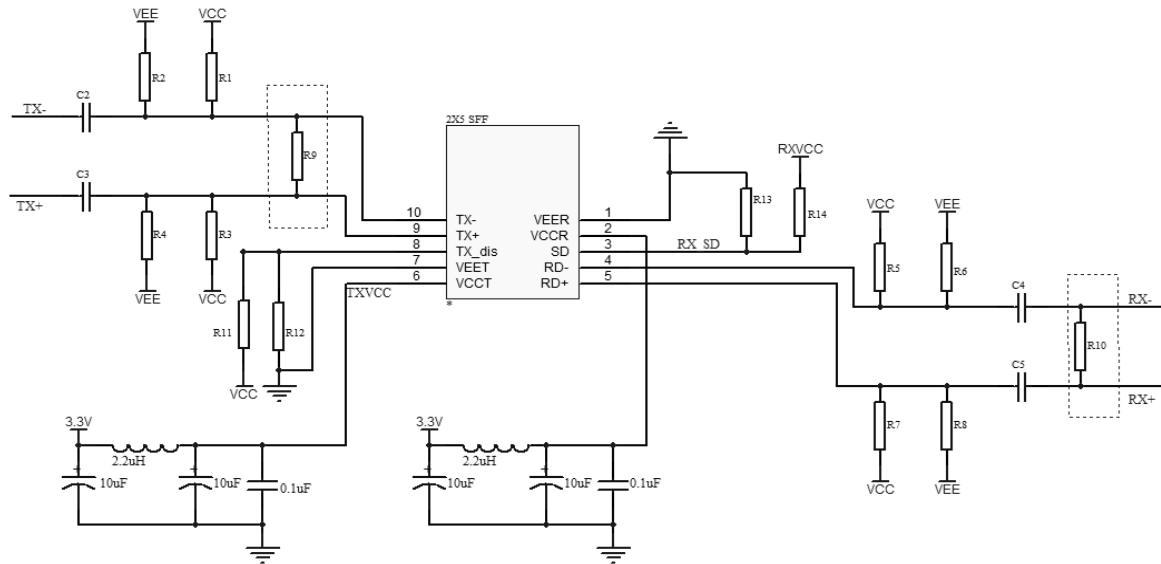 VEE VCC
R2 R1
C2
TX-
R9
C3
TX+
R4 R3
VEE VCC
2X5 SFF
10 TX- VEER 1
9 TX+ VCCR 2
8 TX_dis SD 3
7 VEET RD- 4
6 VCCT RD+ 5
*
TXVCC
R11 R12
VCC
RXVCC
R13 R14
RX_SD
VCC VEE
R5 R6
C4
RX-
R10
C5
RX+
R7 R8
VCC VEE
3.3V
2.2uH
+ 10uF + 10uF 0.1uF
3.3V
2.2uH
+ 10uF + 10uF 0.1uF